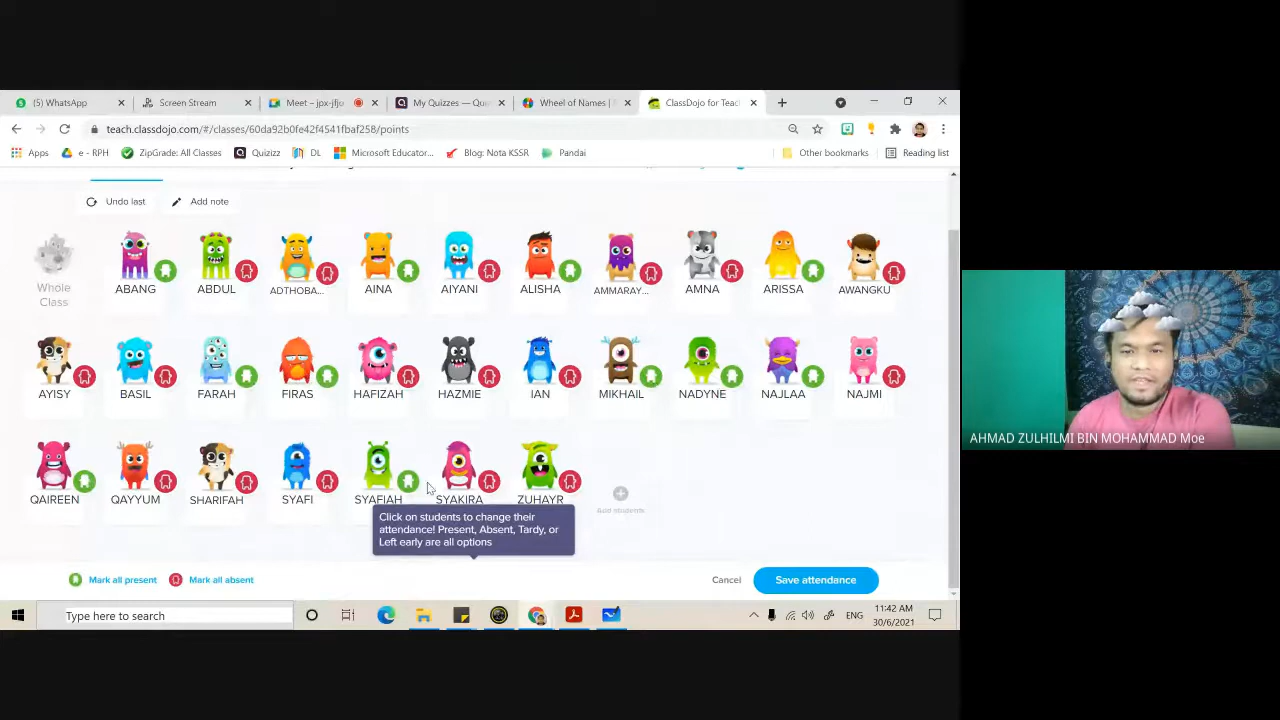 (5) WhatsApp
Screen Stream
Meet – jpx-jfju
My Quizzes — Qu
Wheel of Names |
ClassDojo for Teac
teach.classdojo.com/#/classes/60da92b0fe42f4541fbaf258/points
Apps
e - RPH
ZipGrade: All Classes
Quizizz
DL
Microsoft Educator...
Blog: Nota KSSR
Pandai
Other bookmarks
Reading list
Undo last
Add note
Whole
Class
ABANG
ABDUL
ADTHOBA...
AINA
AIYANI
ALISHA
AMMARAY...
AMNA
ARISSA
AWANGKU
AYISY
BASIL
FARAH
FIRAS
HAFIZAH
HAZMIE
IAN
MIKHAIL
NADYNE
NAJLAA
NAJMI
QAIREEN
QAYYUM
SHARIFAH
SYAFI
SYAFIAH
SYAKIRA
ZUHAYR
Add students
Click on students to change their
attendance! Present, Absent, Tardy, or
Left early are all options
Mark all present
Mark all absent
Cancel
Save attendance
Type here to search
ENG
11:42 AM
30/6/2021
AHMAD ZULHILMI BIN MOHAMMAD Moe